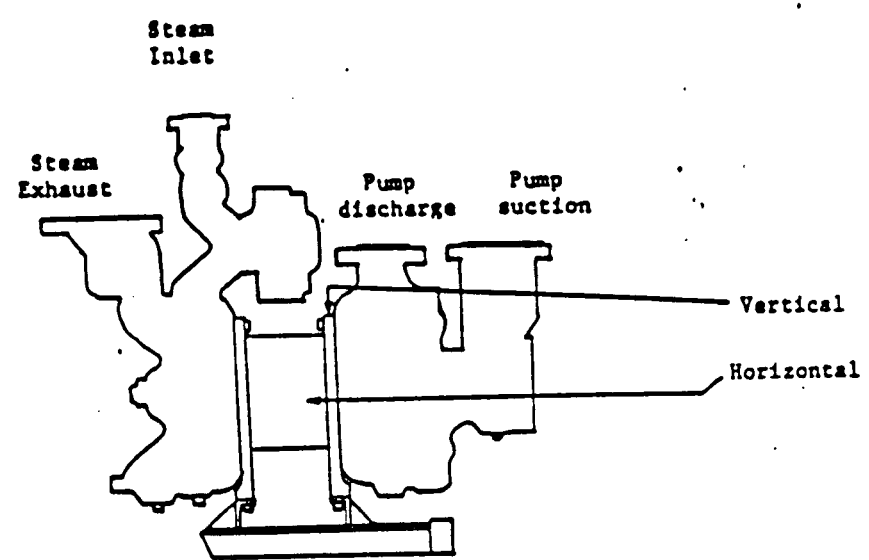 Steam
Inlet
Steam
Exhaust
Pump
discharge
Pump
suction
Vertical
Horizontal